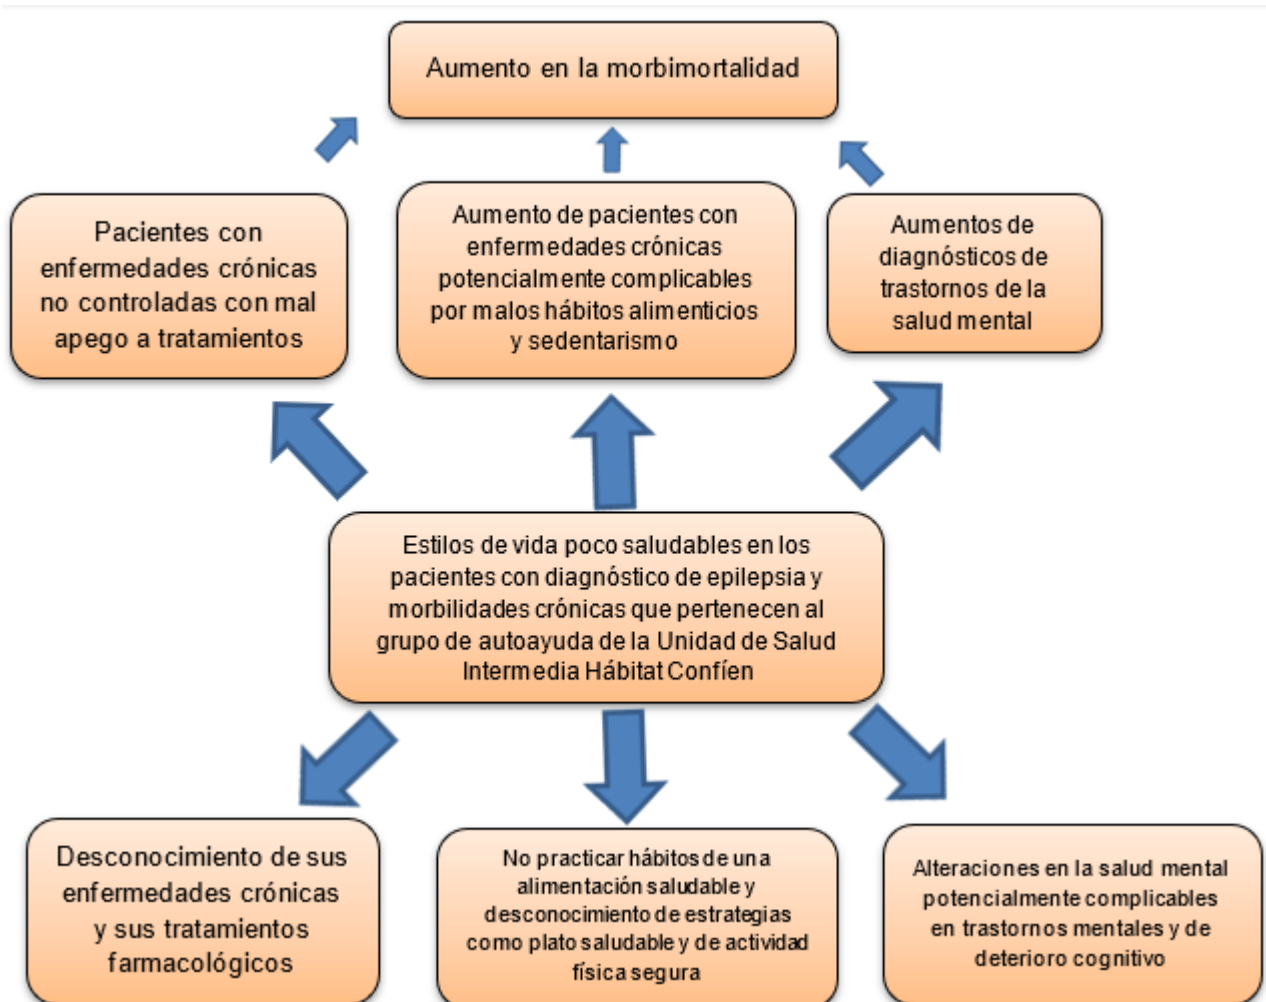 Aumento en la morbimortalidad
Pacientes con
enfermedades crónicas
no controladas con mal
apego a tratamientos
Aumento de pacientes con
enfermedades crónicas
potencialmente complicables
por malos hábitos alimenticios
y sedentarismo
Aumentos de
diagnósticos de
trastornos de la
salud mental
Estilos de vida poco saludables en los
pacientes con diagnóstico de epilepsia y
morbilidades crónicas que pertenecen al
grupo de autoayuda de la Unidad de Salud
Intermedia Hábitat Confíen
Desconocimiento de sus
enfermedades crónicas
y sus tratamientos
farmacológicos
No practicar hábitos de una
alimentación saludable y
desconocimiento de estrategias
como plato saludable y de actividad
física segura
Alteraciones en la salud mental
potencialmente complicables
en trastornos mentales y de
deterioro cognitivo